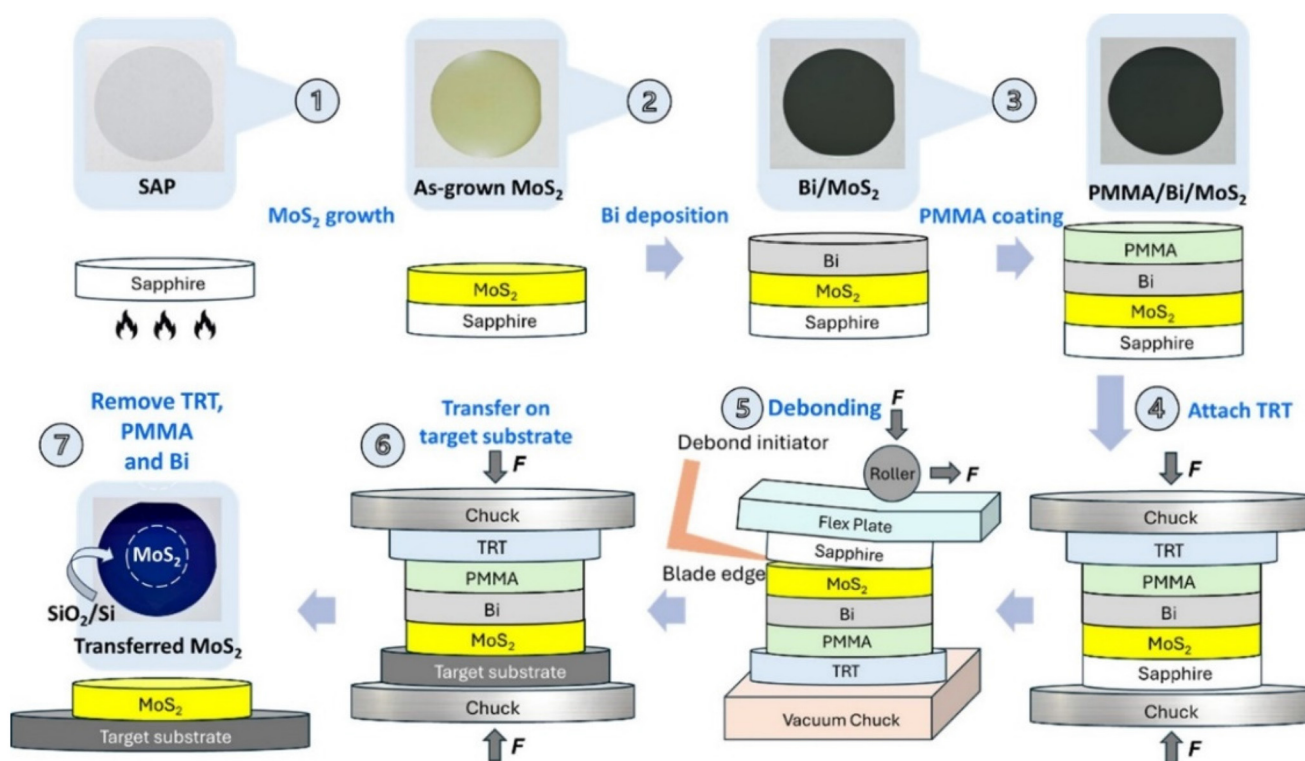 ①
②
③
SAP
As-grown MoS₂
Bi/MoS₂
PMMA/Bi/MoS₂
MoS₂ growth
Bi deposition
PMMA coating
Sapphire
MoS₂
Sapphire
Bi
MoS₂
Sapphire
PMMA
Bi
MoS₂
Sapphire
④ Attach TRT
F
Chuck
TRT
PMMA
Bi
MoS₂
Sapphire
Chuck
F
⑤ Debonding
F
Debond initiator
Roller
F
Flex Plate
Sapphire
Blade edge
MoS₂
Bi
PMMA
TRT
Vacuum Chuck
⑥
Transfer on
target substrate
F
Chuck
TRT
PMMA
Bi
MoS₂
Target substrate
Chuck
F
⑦
Remove TRT,
PMMA
and Bi
MoS₂
SiO₂/Si
Transferred MoS₂
MoS₂
Target substrate